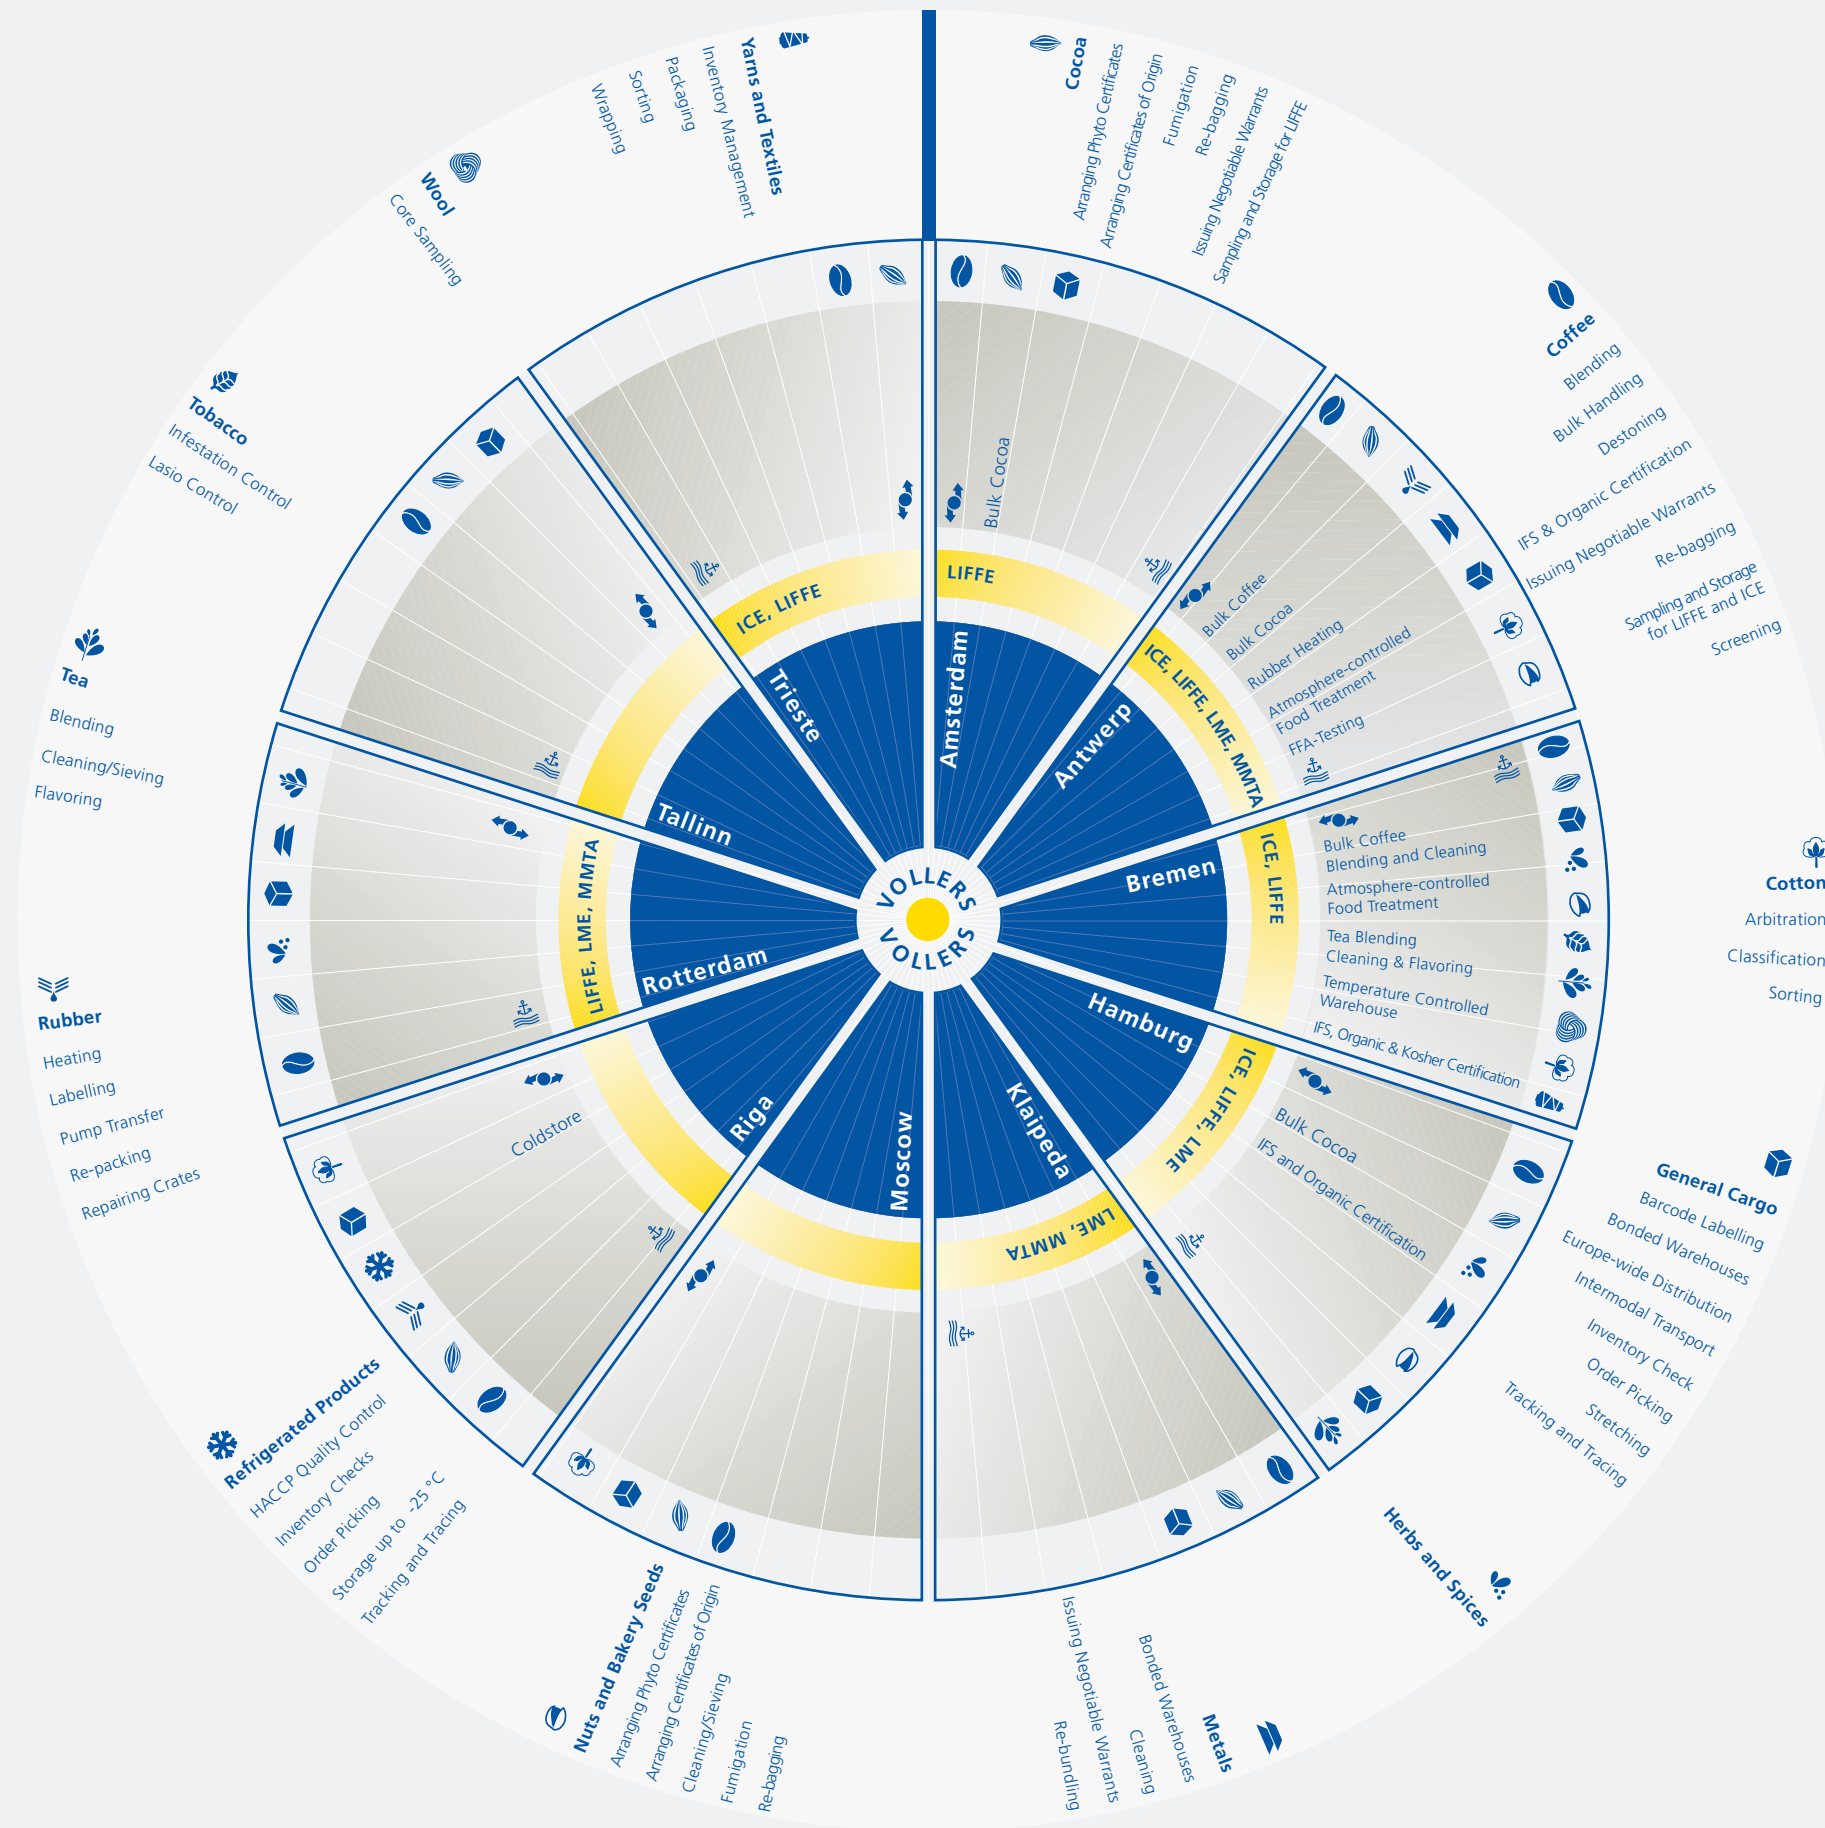 VOLLERS
VOLLERS
Amsterdam
LIFFE
Bulk Cocoa
Antwerp
ICE, LIFFE, LME, MMTA
Bulk Coffee
Bulk Cocoa
Rubber Heating
Atmosphere-controlled
Food Treatment
FFA-Testing
Bremen
ICE, LIFFE
Bulk Coffee
Blending and Cleaning
Atmosphere-controlled
Food Treatment
Tea Blending
Cleaning & Flavoring
Temperature Controlled
Warehouse
IFS, Organic & Kosher Certification
Hamburg
ICE, LIFFE, LME
Bulk Cocoa
IFS and Organic Certification
Klaipeda
LME, MMTA
Moscow
Riga
Coldstore
Rotterdam
LIFFE, LME, MMTA
Tallinn
Trieste
ICE, LIFFE
Cocoa
Arranging Phyto Certificates
Arranging Certificates of Origin
Fumigation
Re-bagging
Issuing Negotiable Warrants
Sampling and Storage for LIFFE
Coffee
Blending
Bulk Handling
Destoning
IFS & Organic Certification
Issuing Negotiable Warrants
Re-bagging
Sampling and Storage
for LIFFE and ICE
Screening
Cotton
Arbitration
Classification
Sorting
General Cargo
Barcode Labelling
Bonded Warehouses
Europe-wide Distribution
Intermodal Transport
Inventory Check
Order Picking
Stretching
Tracking and Tracing
Herbs and Spices
Metals
Bonded Warehouses
Cleaning
Issuing Negotiable Warrants
Re-bundling
Nuts and Bakery Seeds
Arranging Phyto Certificates
Arranging Certificates of Origin
Cleaning/Sieving
Fumigation
Re-bagging
Refrigerated Products
HACCP Quality Control
Inventory Checks
Order Picking
Storage up to -25 °C
Tracking and Tracing
Rubber
Heating
Labelling
Pump Transfer
Re-packing
Repairing Crates
Tea
Blending
Cleaning/Sieving
Flavoring
Tobacco
Infestation Control
Lasio Control
Wool
Core Sampling
Yarns and Textiles
Inventory Management
Packaging
Sorting
Wrapping